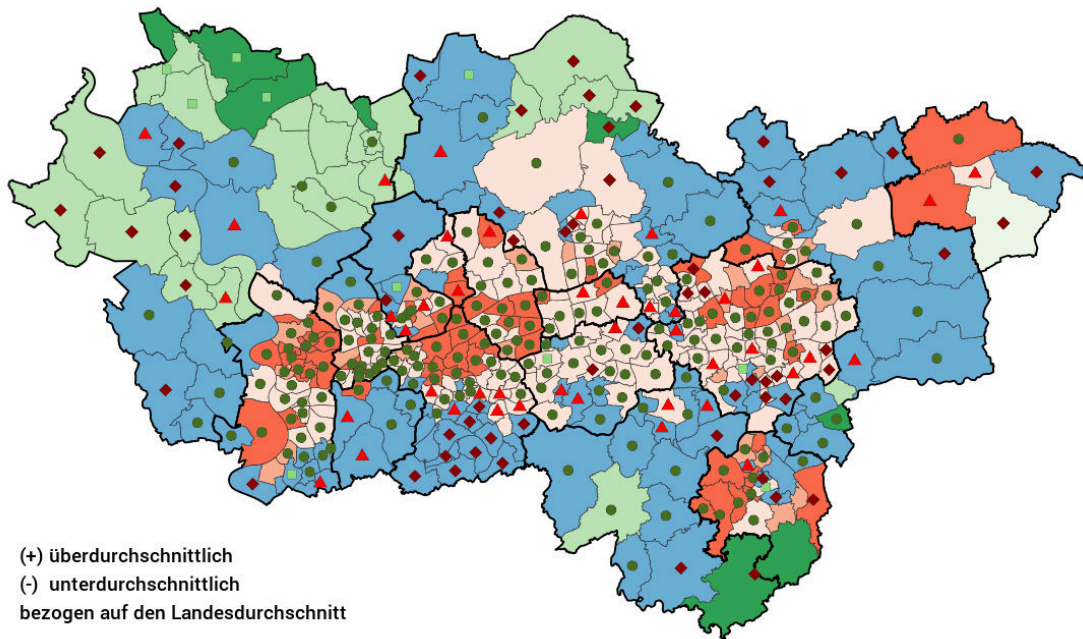 (+) überdurchschnittlich
(-) unterdurchschnittlich
bezogen auf den Landesdurchschnitt